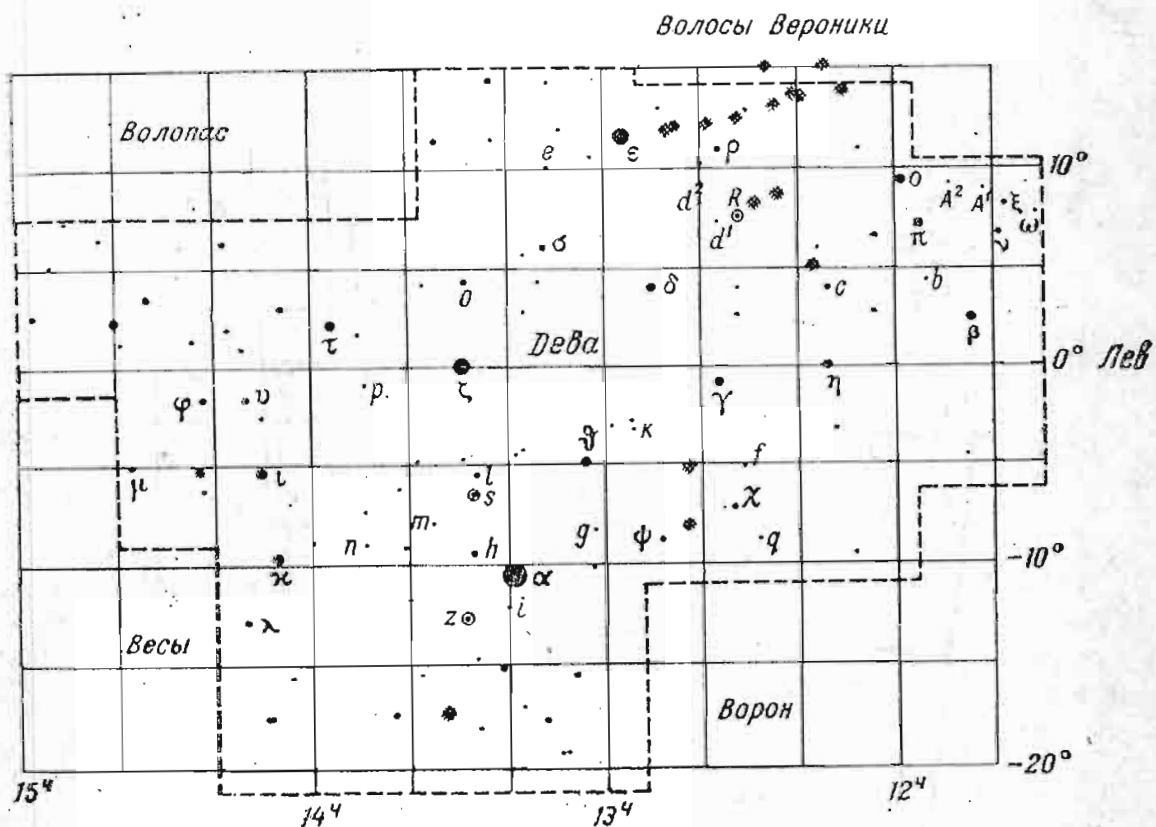 Волосы Вероники
Волопас
e
ε
ρ
10°
o
A² A¹ ξ
ω
d² R
d¹
π
ν
σ
o
δ
c
b
τ
Дева
β
0° Лев
p.
ζ
γ
η
φ
υ
κ
ϑ
f
μ
ι
l
s
χ
m
n
h
g
ψ
q
ϰ
α
-10°
i
z
λ
Весы
Ворон
-20°
15ч
14ч
13ч
12ч